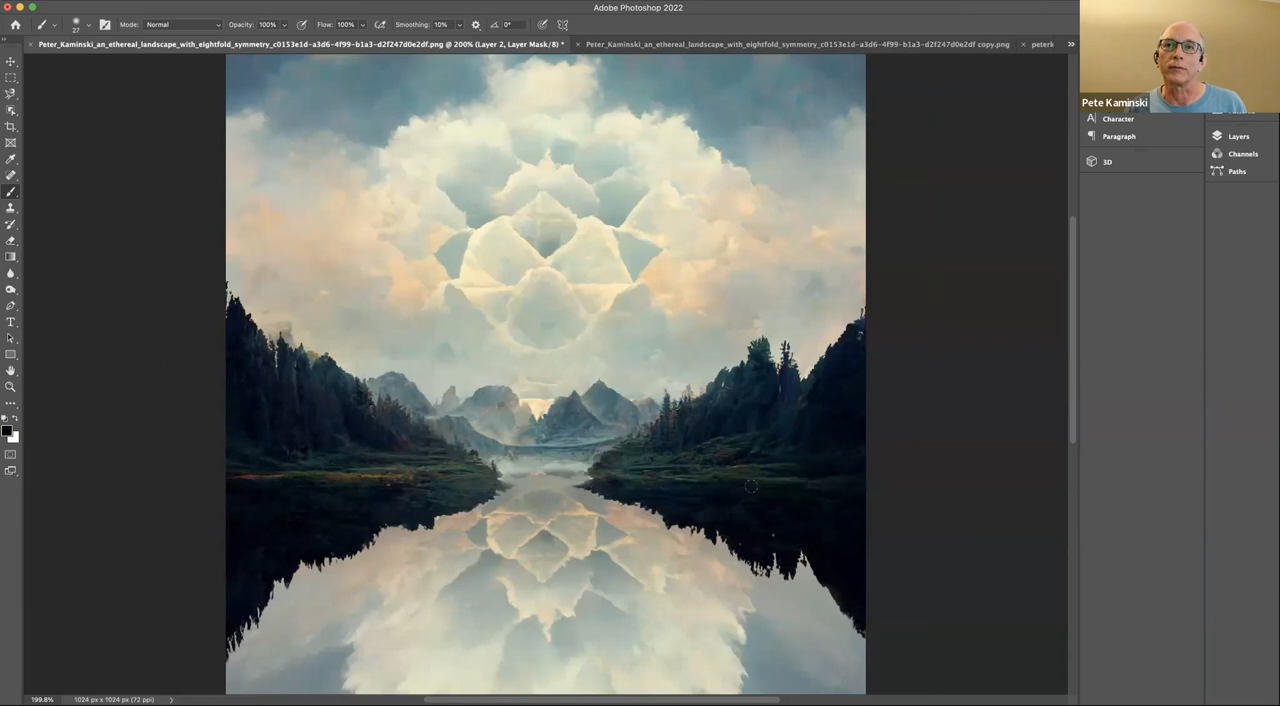 Adobe Photoshop 2022
27 Mode: Normal Opacity: 100% Flow: 100% Smoothing: 10% 0°
× Peter_Kaminski_an_ethereal_landscape_with_eightfold_symmetry_c0153e1d-a3d6-4f99-b1a3-d2f247d0e2df.png @ 200% (Layer 2, Layer Mask/8) * × Peter_Kaminski_an_ethereal_landscape_with_eightfold_symmetry_c0153e1d-a3d6-4f99-b1a3-d2f247d0e2df copy.png × peterk »
Pete Kaminski
Character
Paragraph
3D
Layers
Channels
Paths
199.8% 1024 px x 1024 px (72 ppi)